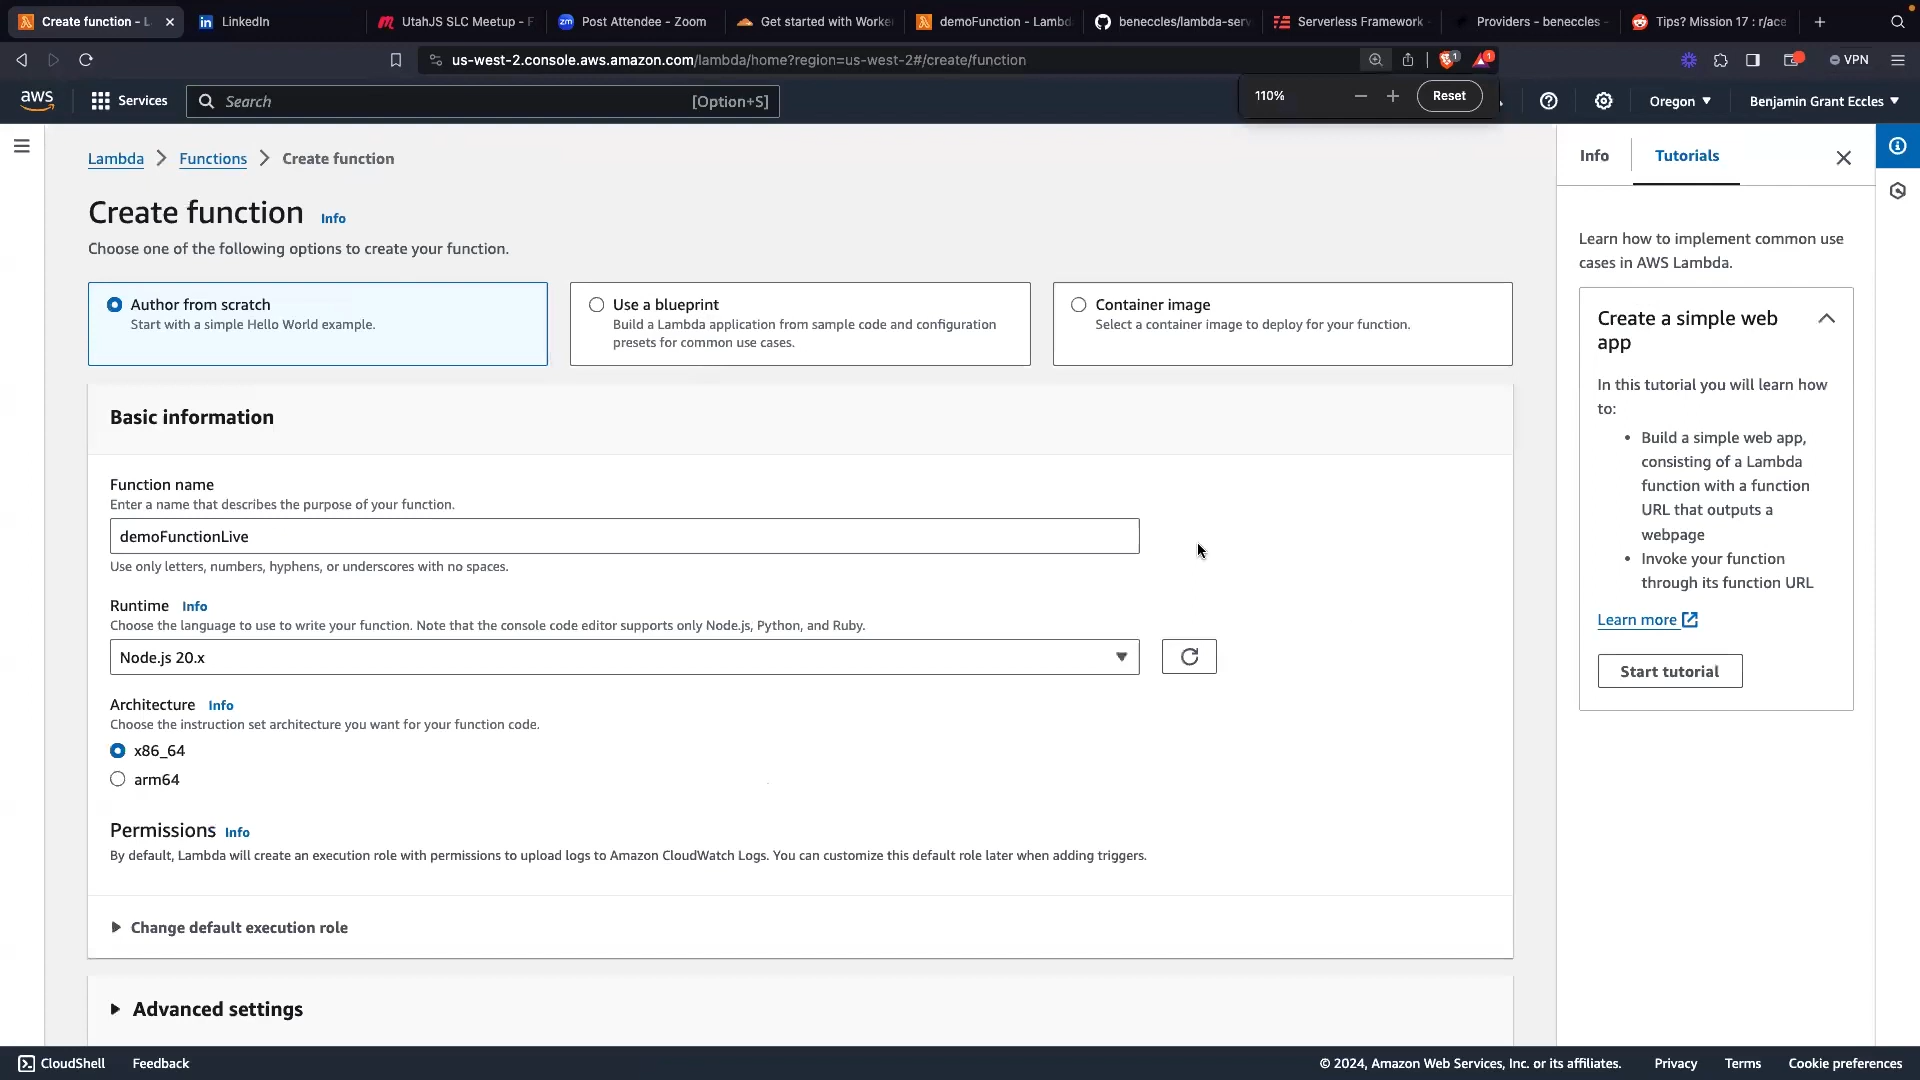 Create function - L
LinkedIn
UtahJS SLC Meetup - F
zm
Post Attendee - Zoom
Get started with Worke
demoFunction - Lambd
beneccles/lambda-serv
Serverless Framework
Providers - beneccles
Tips? Mission 17 : r/ace
us-west-2.console.aws.amazon.com/lambda/home?region=us-west-2#/create/function
1
1
VPN
aws
Services
Search
[Option+S]
110%
Reset
Oregon
Benjamin Grant Eccles
Lambda
Functions
Create function
Create function Info
Choose one of the following options to create your function.
Author from scratch
Start with a simple Hello World example.
Use a blueprint
Build a Lambda application from sample code and configuration
presets for common use cases.
Container image
Select a container image to deploy for your function.
Basic information
Function name
Enter a name that describes the purpose of your function.
demoFunctionLive
Use only letters, numbers, hyphens, or underscores with no spaces.
Runtime Info
Choose the language to use to write your function. Note that the console code editor supports only Node.js, Python, and Ruby.
Node.js 20.x
Architecture Info
Choose the instruction set architecture you want for your function code.
x86_64
arm64
Permissions Info
By default, Lambda will create an execution role with permissions to upload logs to Amazon CloudWatch Logs. You can customize this default role later when adding triggers.
Change default execution role
Advanced settings
Info
Tutorials
Learn how to implement common use
cases in AWS Lambda.
Create a simple web
app
In this tutorial you will learn how
to:
• Build a simple web app,
consisting of a Lambda
function with a function
URL that outputs a
webpage
• Invoke your function
through its function URL
Learn more
Start tutorial
CloudShell
Feedback
© 2024, Amazon Web Services, Inc. or its affiliates.
Privacy
Terms
Cookie preferences